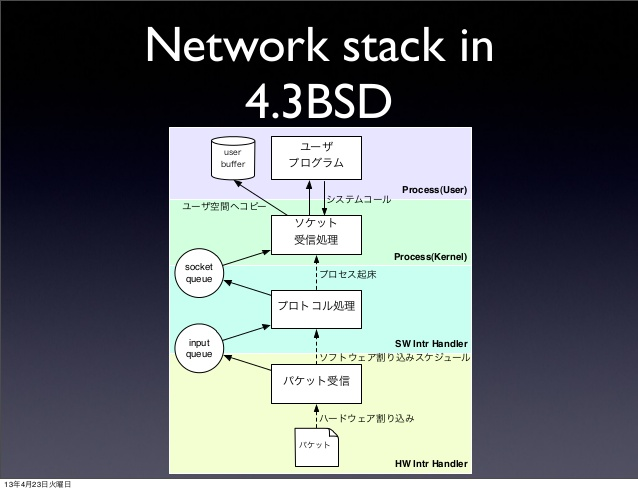 Network stack in
4.3BSD
user
buffer
ユーザ
プログラム
Process(User)
システムコール
ユーザ空間へコピー
ソケット
受信処理
Process(Kernel)
socket
queue
プロセス起床
プロトコル処理
input
queue
SW Intr Handler
ソフトウェア割り込みスケジュール
パケット受信
ハードウェア割り込み
パケット
HW Intr Handler
13年4月23日火曜日